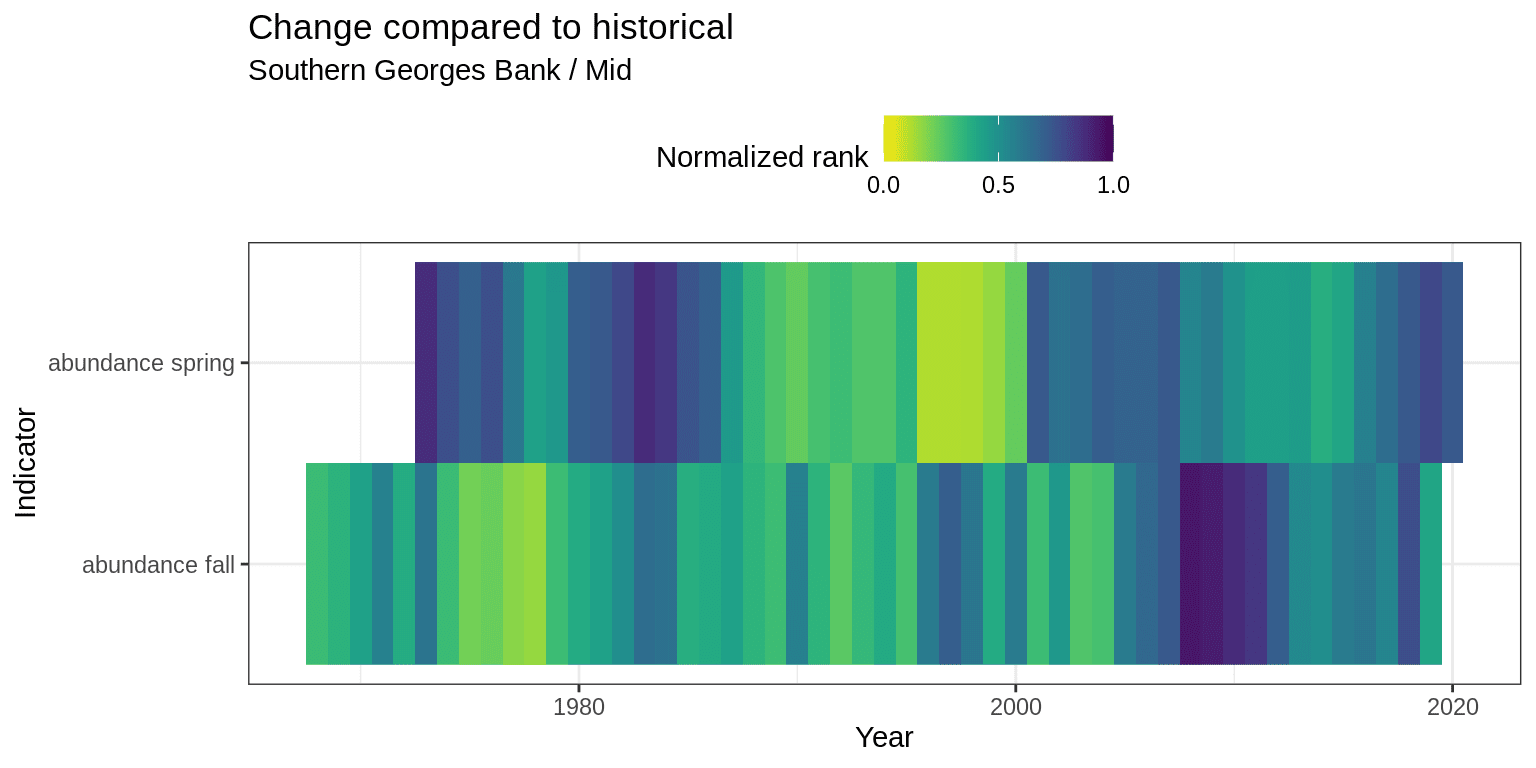 Change compared to historical
Southern Georges Bank / Mid
Normalized rank
0.0 0.5 1.0
abundance spring
abundance fall
Indicator
1980 2000 2020
Year